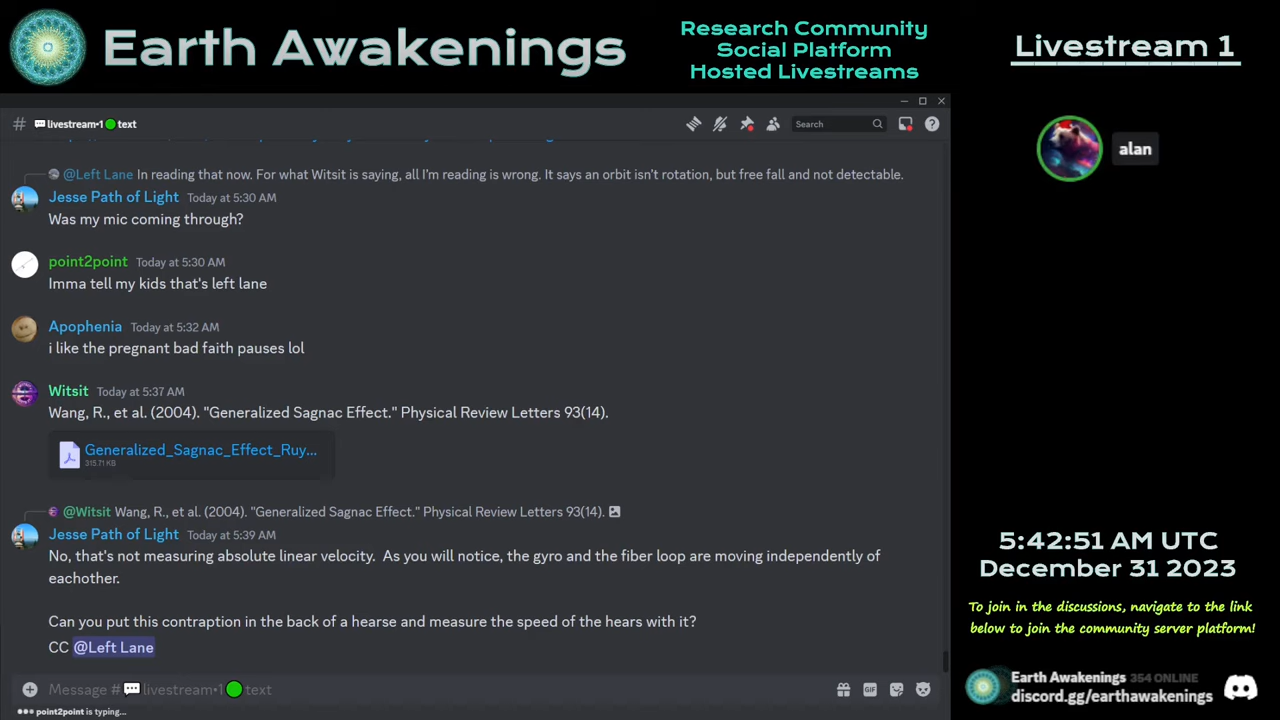 Earth Awakenings
Research Community
Social Platform
Hosted Livestreams
Livestream 1
# 💬livestream•1🟢text
Search
@Left Lane In reading that now. For what Witsit is saying, all I'm reading is wrong. It says an orbit isn't rotation, but free fall and not detectable.
Jesse Path of Light Today at 5:30 AM
Was my mic coming through?
point2point Today at 5:30 AM
Imma tell my kids that's left lane
Apophenia Today at 5:32 AM
i like the pregnant bad faith pauses lol
Witsit Today at 5:37 AM
Wang, R., et al. (2004). "Generalized Sagnac Effect." Physical Review Letters 93(14).
Generalized_Sagnac_Effect_Ruy...
315.71 KB
@Witsit Wang, R., et al. (2004). "Generalized Sagnac Effect." Physical Review Letters 93(14).
Jesse Path of Light Today at 5:39 AM
No, that's not measuring absolute linear velocity. As you will notice, the gyro and the fiber loop are moving independently of
eachother.
Can you put this contraption in the back of a hearse and measure the speed of the hears with it?
CC @Left Lane
Message #💬livestream•1🟢text
GIF
point2point is typing...
alan
5:42:51 AM UTC
December 31 2023
To join in the discussions, navigate to the link
below to join the community server platform!
Earth Awakenings 354 ONLINE
discord.gg/earthawakenings